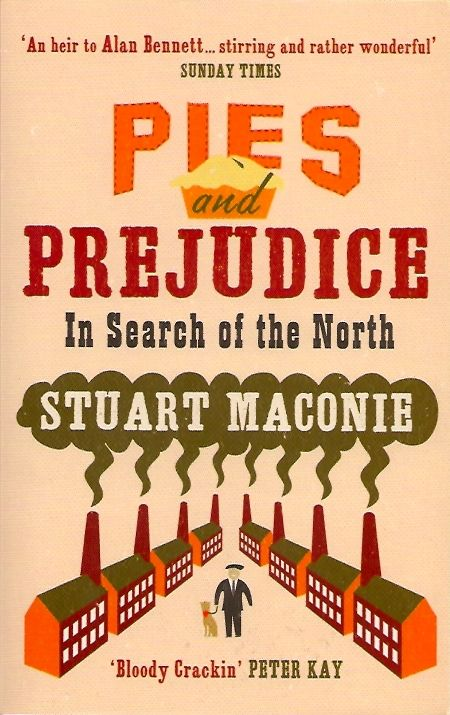 ‘An heir to Alan Bennett... stirring and rather wonderful’
SUNDAY TIMES
PIES
and
PREJUDICE
In Search of the North
STUART MACONIE
‘Bloody Crackin’ PETER KAY